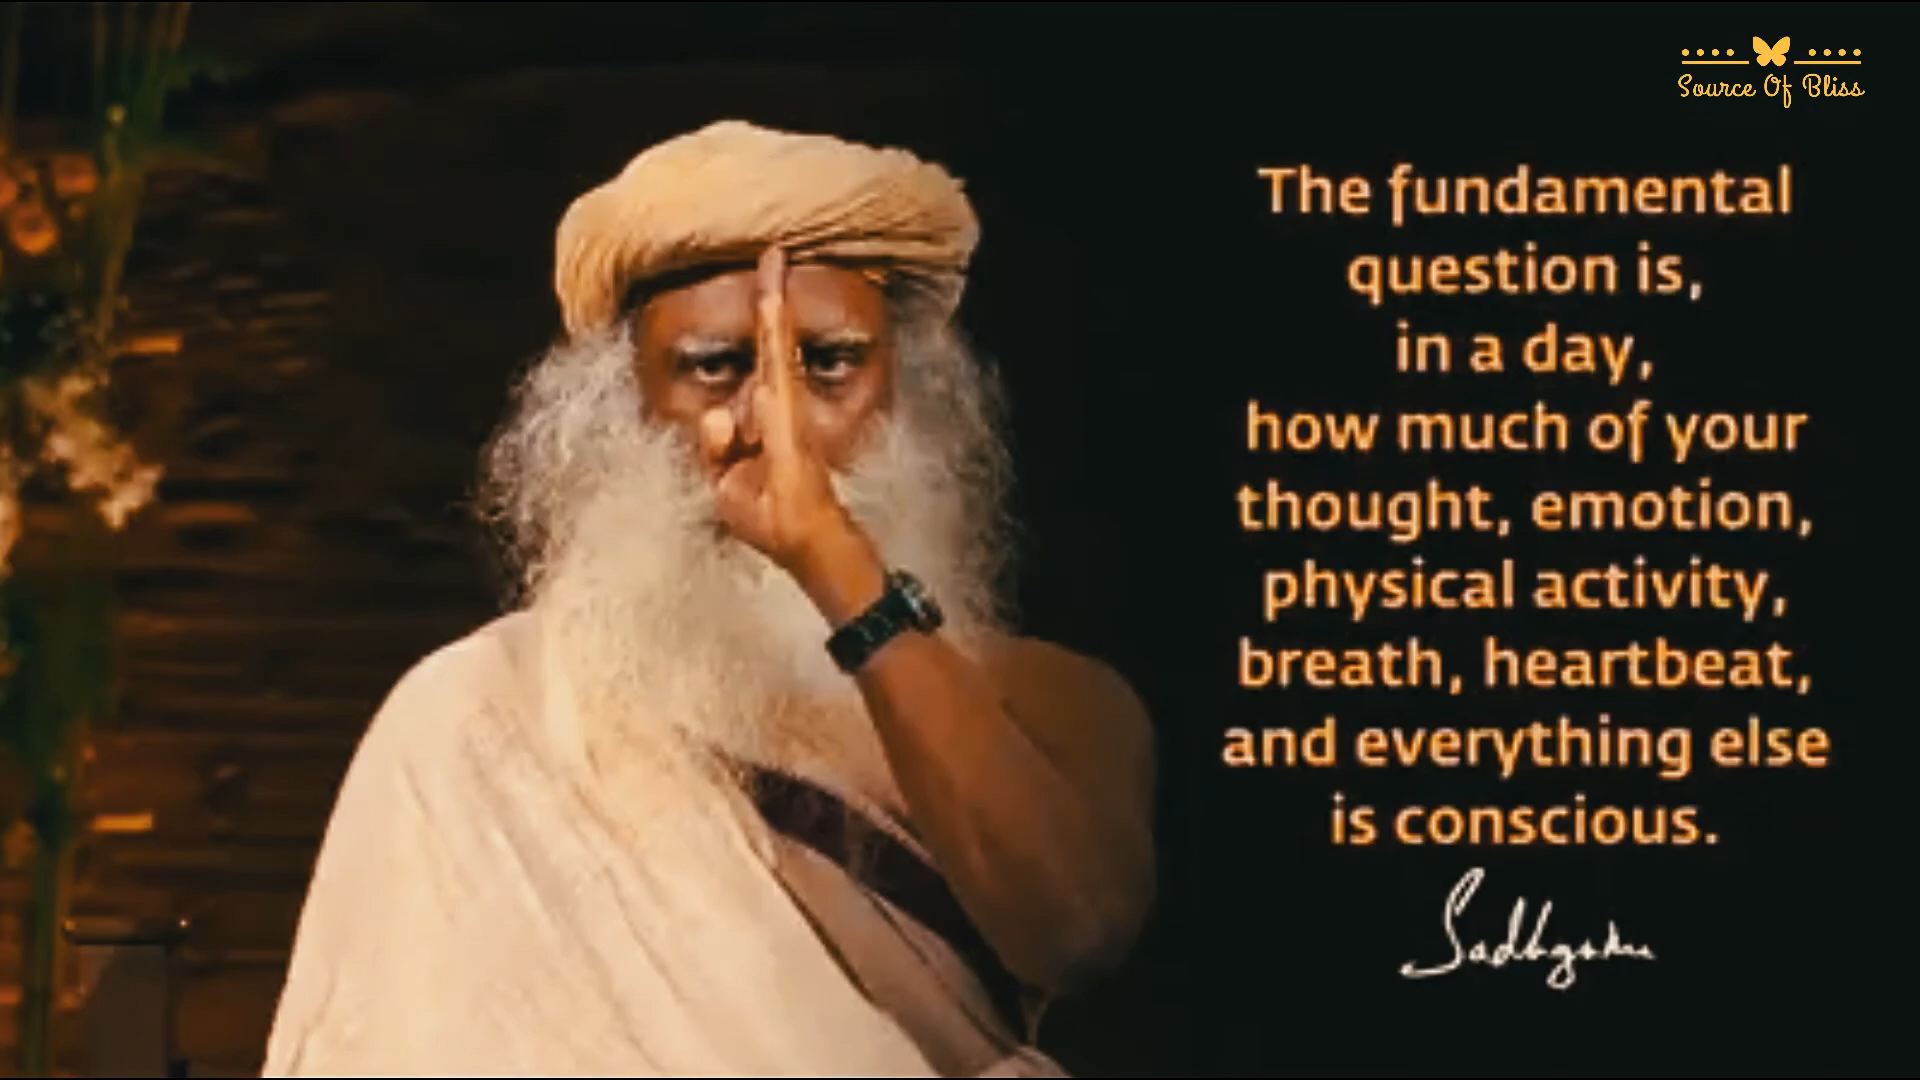 Source Of Bliss
The fundamental
question is,
in a day,
how much of your
thought, emotion,
physical activity,
breath, heartbeat,
and everything else
is conscious.
Sadhguru